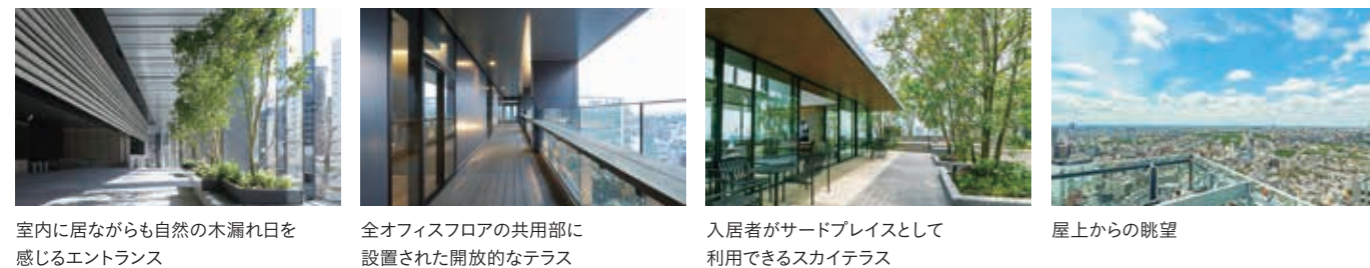 室内に居ながらも自然の木漏れ日を
感じるエントランス
全オフィスフロアの共用部に
設置された開放的なテラス
入居者がサードプレイスとして
利用できるスカイテラス
屋上からの眺望